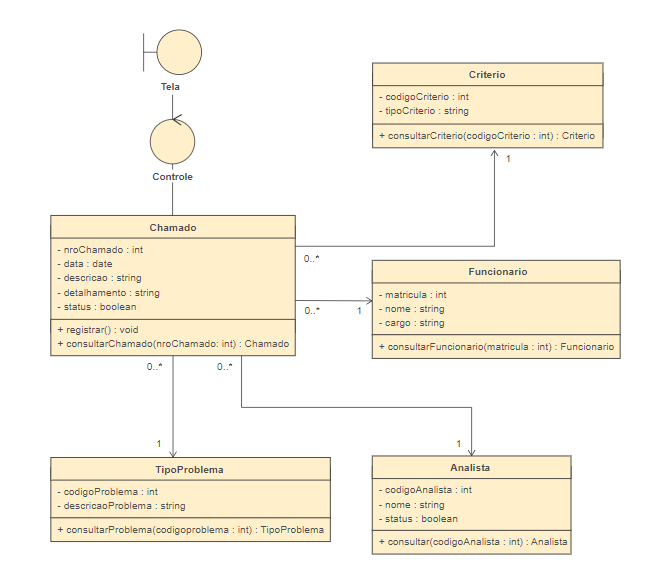 Tela
Controle
Criterio
- codigoCriterio : int
- tipoCriterio : string
+ consultarCriterio(codigoCriterio : int) : Criterio
1
Chamado
- nroChamado : int
- data : date
- descricao : string
- detalhamento : string
- status : boolean
+ registrar() : void
+ consultarChamado(nroChamado: int) : Chamado
0..*
0..*
1
Funcionario
- matricula : int
- nome : string
- cargo : string
+ consultarFuncionario(matricula : int) : Funcionario
0..*
0..*
1
1
TipoProblema
- codigoProblema : int
- descricaoProblema : string
+ consultarProblema(codigoproblema : int) : TipoProblema
Analista
- codigoAnalista : int
- nome : string
- status : boolean
+ consultar(codigoAnalista : int) : Analista